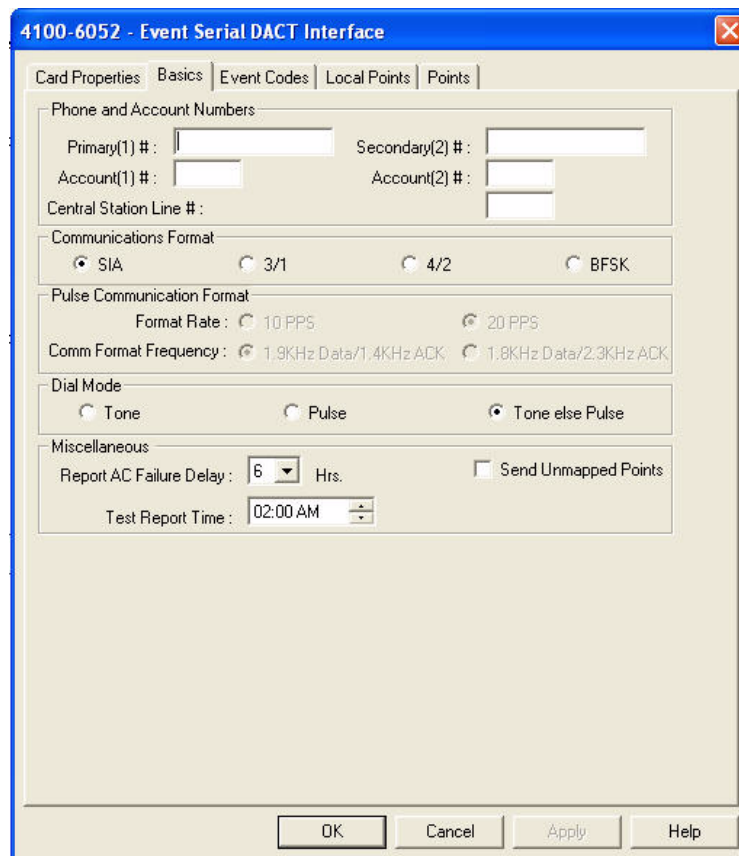 4100-6052 - Event Serial DACT Interface
Card Properties Basics Event Codes Local Points Points
Phone and Account Numbers
Primary(1) # : Secondary(2) # :
Account(1) # : Account(2) # :
Central Station Line # :
Communications Format
SIA 3/1 4/2 BFSK
Pulse Communication Format
Format Rate : 10 PPS 20 PPS
Comm Format Frequency : 1.9KHz Data/1.4KHz ACK 1.8KHz Data/2.3KHz ACK
Dial Mode
Tone Pulse Tone else Pulse
Miscellaneous
Report AC Failure Delay : 6 Hrs. Send Unmapped Points
Test Report Time : 02:00 AM
OK Cancel Apply Help